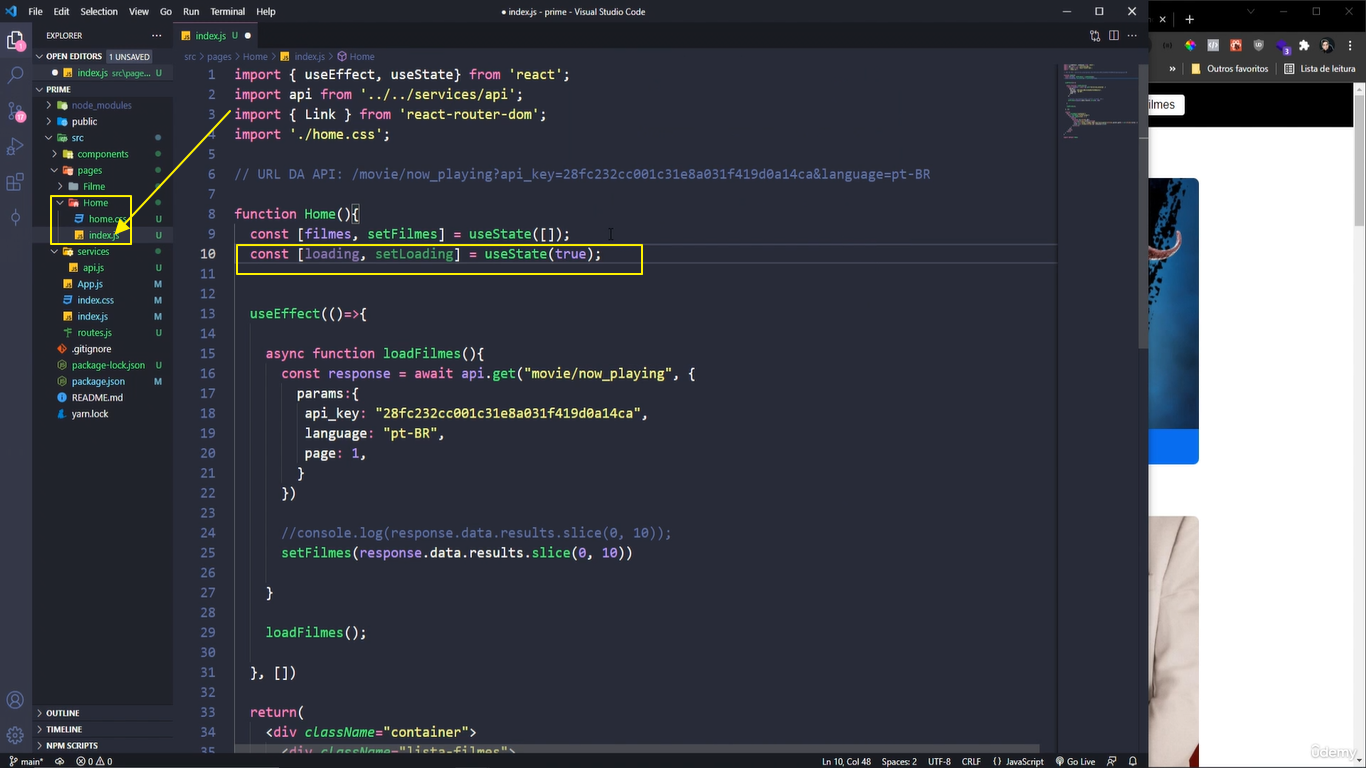 File Edit Selection View Go Run Terminal Help
● index.js - prime - Visual Studio Code
EXPLORER
OPEN EDITORS 1 UNSAVED
index.js src\page... U
PRIME
node_modules
public
src
components
pages
Filme
Home
home.css U
index.js U
services
api.js U
App.js M
index.css M
index.js M
routes.js U
.gitignore
package-lock.json U
package.json M
README.md
yarn.lock
OUTLINE
TIMELINE
NPM SCRIPTS
index.js U ●
src > pages > Home > index.js > Home
1 import { useEffect, useState} from 'react';
2 import api from '../../services/api';
3 import { Link } from 'react-router-dom';
4 import './home.css';
5
6 // URL DA API: /movie/now_playing?api_key=28fc232cc001c31e8a031f419d0a14ca&language=pt-BR
7
8 function Home(){
9 const [filmes, setFilmes] = useState([]);
10 const [loading, setLoading] = useState(true);
11
12
13 useEffect(()=>{
14
15 async function loadFilmes(){
16 const response = await api.get("movie/now_playing", {
17 params:{
18 api_key: "28fc232cc001c31e8a031f419d0a14ca",
19 language: "pt-BR",
20 page: 1,
21 }
22 })
23
24 //console.log(response.data.results.slice(0, 10));
25 setFilmes(response.data.results.slice(0, 10))
26
27 }
28
29 loadFilmes();
30
31 }, [])
32
33 return(
34 <div className="container">
35 <div className="lista-filmes">
main* 0 0
Ln 10, Col 48 Spaces: 2 UTF-8 CRLF {} JavaScript Go Live
» Outros favoritos Lista de leitura
ilmes
ûdemy